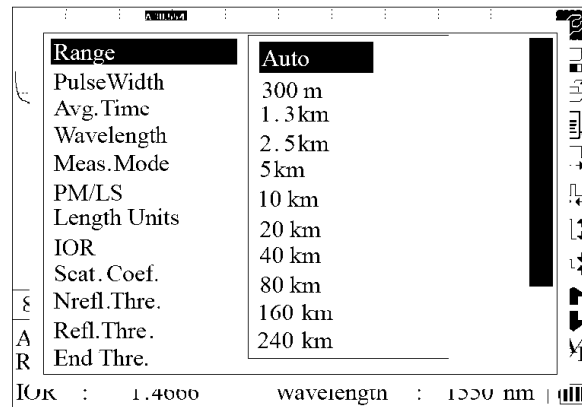 Range
PulseWidth
Avg.Time
Wavelength
Meas.Mode
PM/LS
Length Units
IOR
Scat.Coef.
Nrefl.Thre.
Refl.Thre.
End Thre.
Auto
300 m
1.3km
2.5km
5km
10 km
20 km
40 km
80 km
160 km
240 km
A
R
IOR : 1.4666 Wavelength : 1550 nm